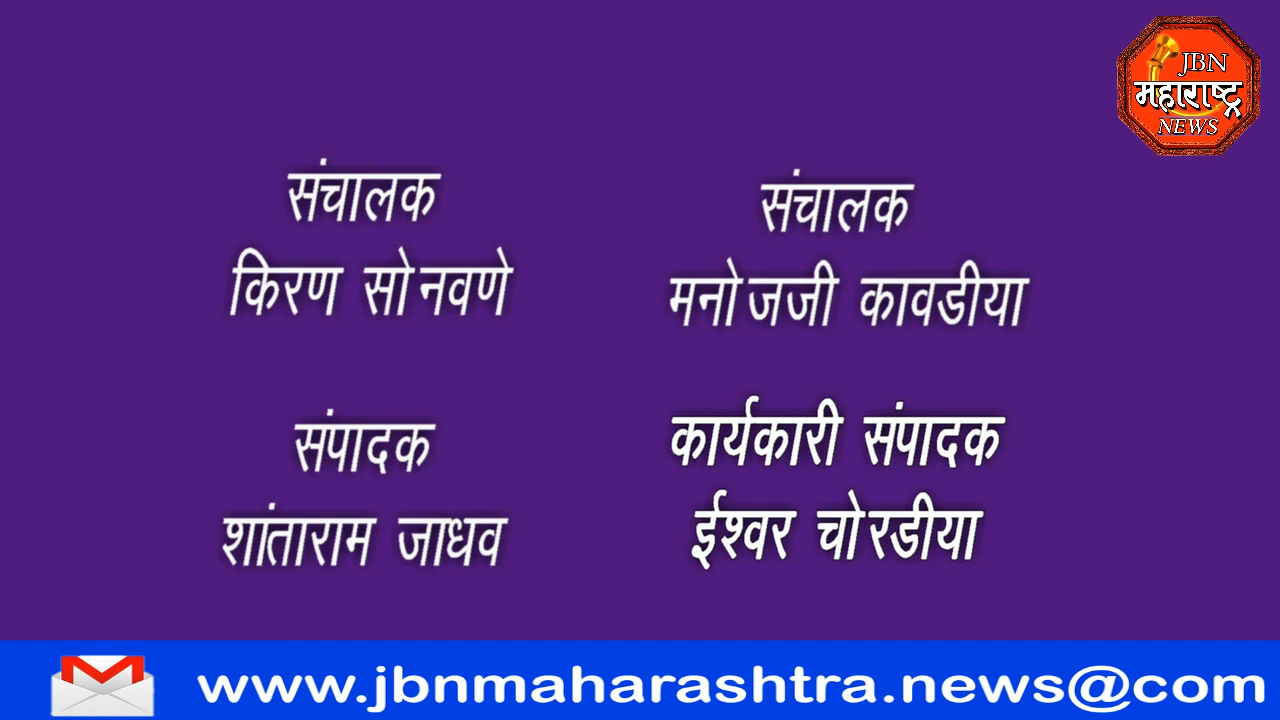 JBN
महाराष्ट्र
NEWS
संचालक
किरण सोनवणे
संचालक
मनोजजी कावडीया
संपादक
शांताराम जाधव
कार्यकारी संपादक
ईश्वर चोरडीया
www.jbnmaharashtra.news@com